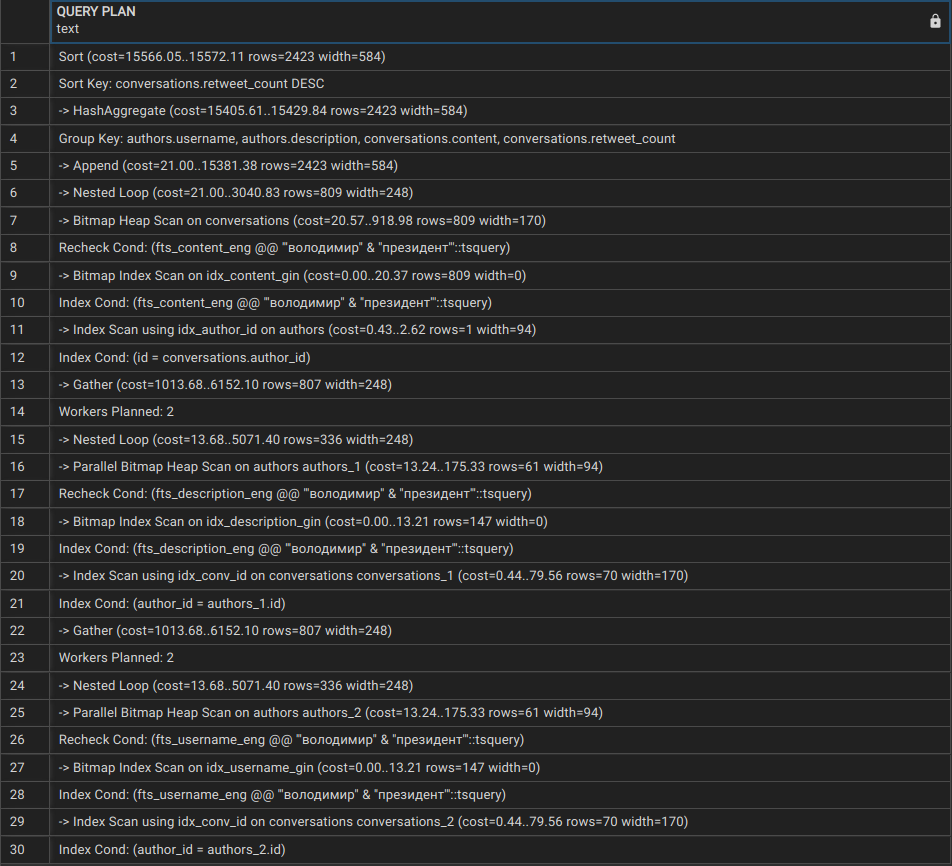 QUERY PLAN
text
1 Sort (cost=15566.05..15572.11 rows=2423 width=584)
2 Sort Key: conversations.retweet_count DESC
3 -> HashAggregate (cost=15405.61..15429.84 rows=2423 width=584)
4 Group Key: authors.username, authors.description, conversations.content, conversations.retweet_count
5 -> Append (cost=21.00..15381.38 rows=2423 width=584)
6 -> Nested Loop (cost=21.00..3040.83 rows=809 width=248)
7 -> Bitmap Heap Scan on conversations (cost=20.57..918.98 rows=809 width=170)
8 Recheck Cond: (fts_content_eng @@ '"володимир" & "президент"'::tsquery)
9 -> Bitmap Index Scan on idx_content_gin (cost=0.00..20.37 rows=809 width=0)
10 Index Cond: (fts_content_eng @@ '"володимир" & "президент"'::tsquery)
11 -> Index Scan using idx_author_id on authors (cost=0.43..2.62 rows=1 width=94)
12 Index Cond: (id = conversations.author_id)
13 -> Gather (cost=1013.68..6152.10 rows=807 width=248)
14 Workers Planned: 2
15 -> Nested Loop (cost=13.68..5071.40 rows=336 width=248)
16 -> Parallel Bitmap Heap Scan on authors authors_1 (cost=13.24..175.33 rows=61 width=94)
17 Recheck Cond: (fts_description_eng @@ '"володимир" & "президент"'::tsquery)
18 -> Bitmap Index Scan on idx_description_gin (cost=0.00..13.21 rows=147 width=0)
19 Index Cond: (fts_description_eng @@ '"володимир" & "президент"'::tsquery)
20 -> Index Scan using idx_conv_id on conversations conversations_1 (cost=0.44..79.56 rows=70 width=170)
21 Index Cond: (author_id = authors_1.id)
22 -> Gather (cost=1013.68..6152.10 rows=807 width=248)
23 Workers Planned: 2
24 -> Nested Loop (cost=13.68..5071.40 rows=336 width=248)
25 -> Parallel Bitmap Heap Scan on authors authors_2 (cost=13.24..175.33 rows=61 width=94)
26 Recheck Cond: (fts_username_eng @@ '"володимир" & "президент"'::tsquery)
27 -> Bitmap Index Scan on idx_username_gin (cost=0.00..13.21 rows=147 width=0)
28 Index Cond: (fts_username_eng @@ '"володимир" & "президент"'::tsquery)
29 -> Index Scan using idx_conv_id on conversations conversations_2 (cost=0.44..79.56 rows=70 width=170)
30 Index Cond: (author_id = authors_2.id)